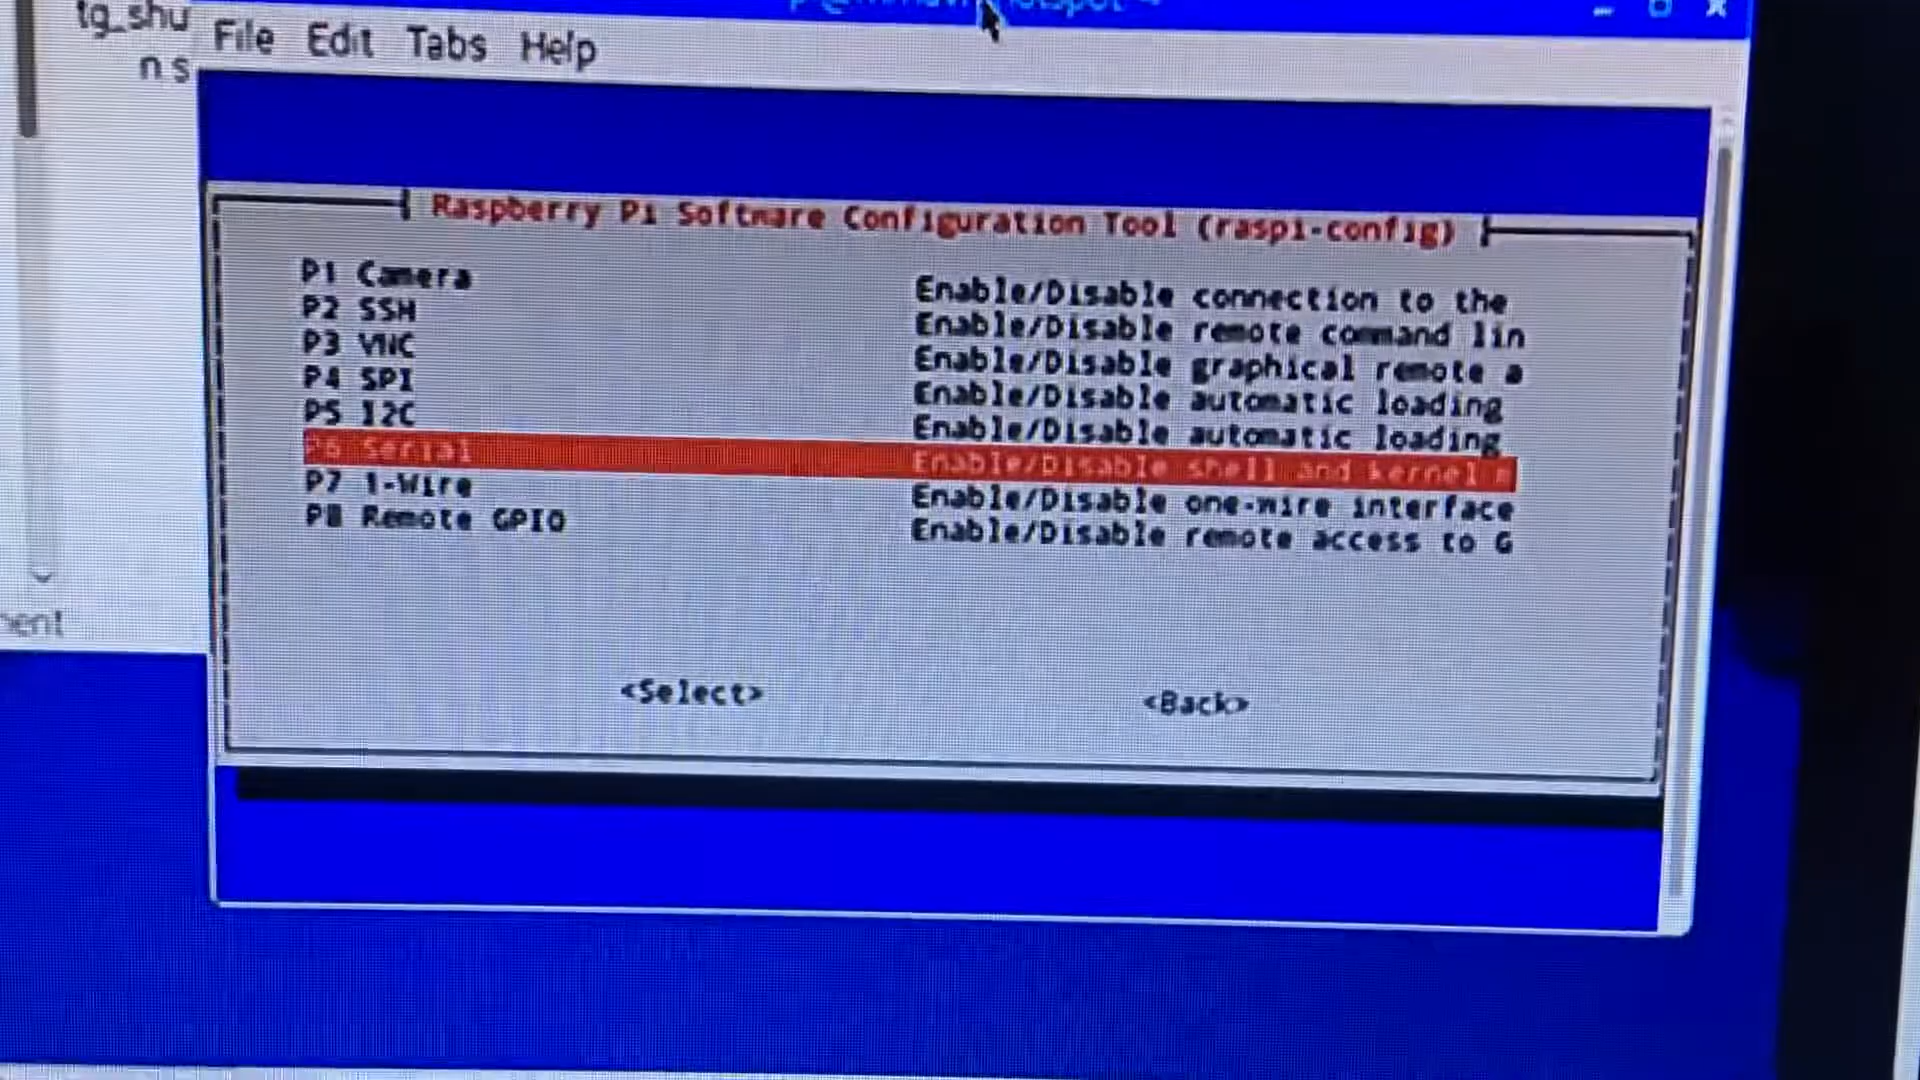 tg_shu
n s
File Edit Tabs Help
Raspberry Pi Software Configuration Tool (raspi-config)
P1 Camera Enable/Disable connection to the
P2 SSH Enable/Disable remote command lin
P3 VNC Enable/Disable graphical remote a
P4 SPI Enable/Disable automatic loading
P5 I2C Enable/Disable automatic loading
P6 Serial Enable/Disable shell and kernel m
P7 1-Wire Enable/Disable one-wire interface
P8 Remote GPIO Enable/Disable remote access to G
<Select> <Back>